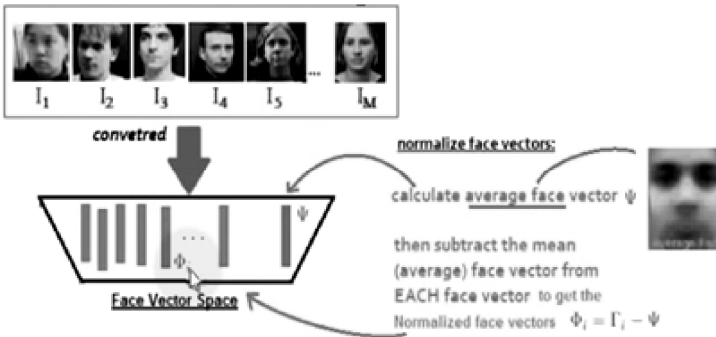 I1 I2 I3 I4 I5 ... IM
convetred
normalize face vectors:
calculate average face vector Ψ
Ψ
...
Φ
then subtract the mean
(average) face vector from
EACH face vector to get the
Normalized face vectors Φi = Γi − Ψ
Face Vector Space